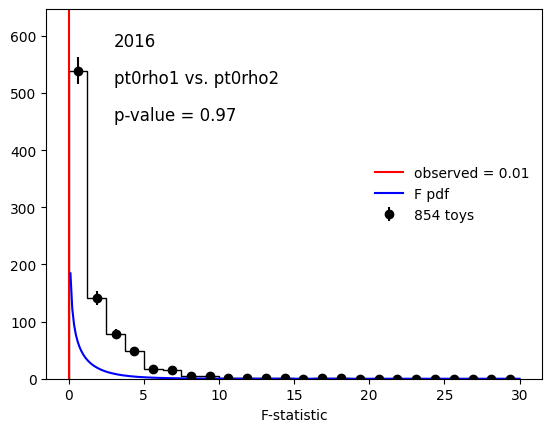 2016
pt0rho1 vs. pt0rho2
p-value = 0.97
observed = 0.01
F pdf
854 toys
600
500
400
300
200
100
0
0 5 10 15 20 25 30
F-statistic